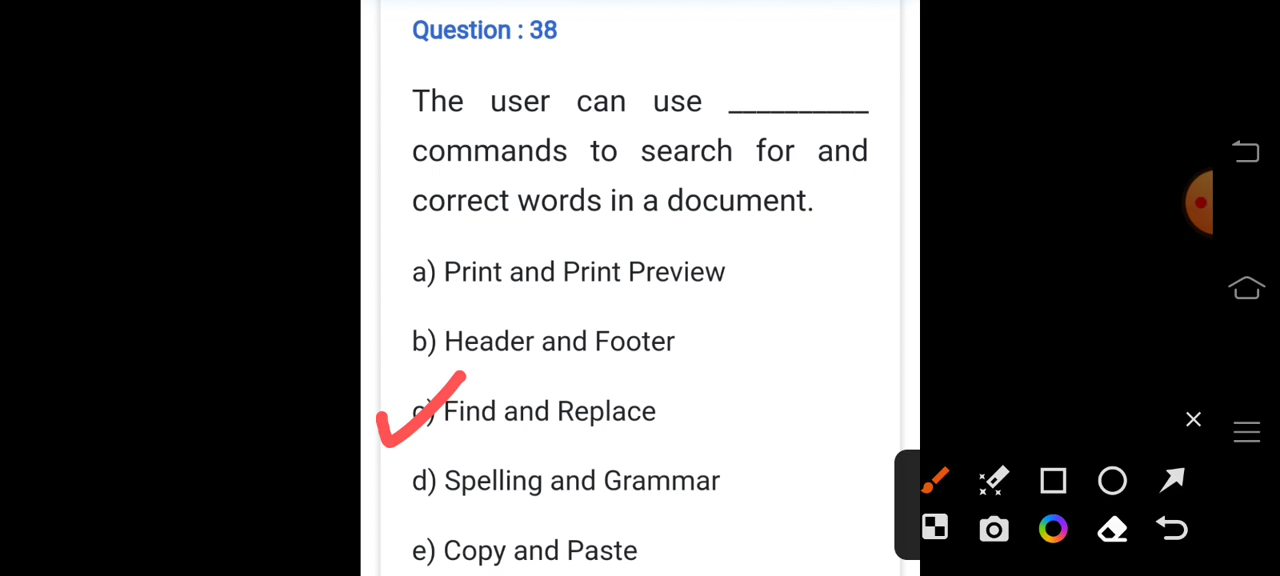 Question : 38
The user can use __________
commands to search for and
correct words in a document.
a) Print and Print Preview
b) Header and Footer
c) Find and Replace
d) Spelling and Grammar
e) Copy and Paste